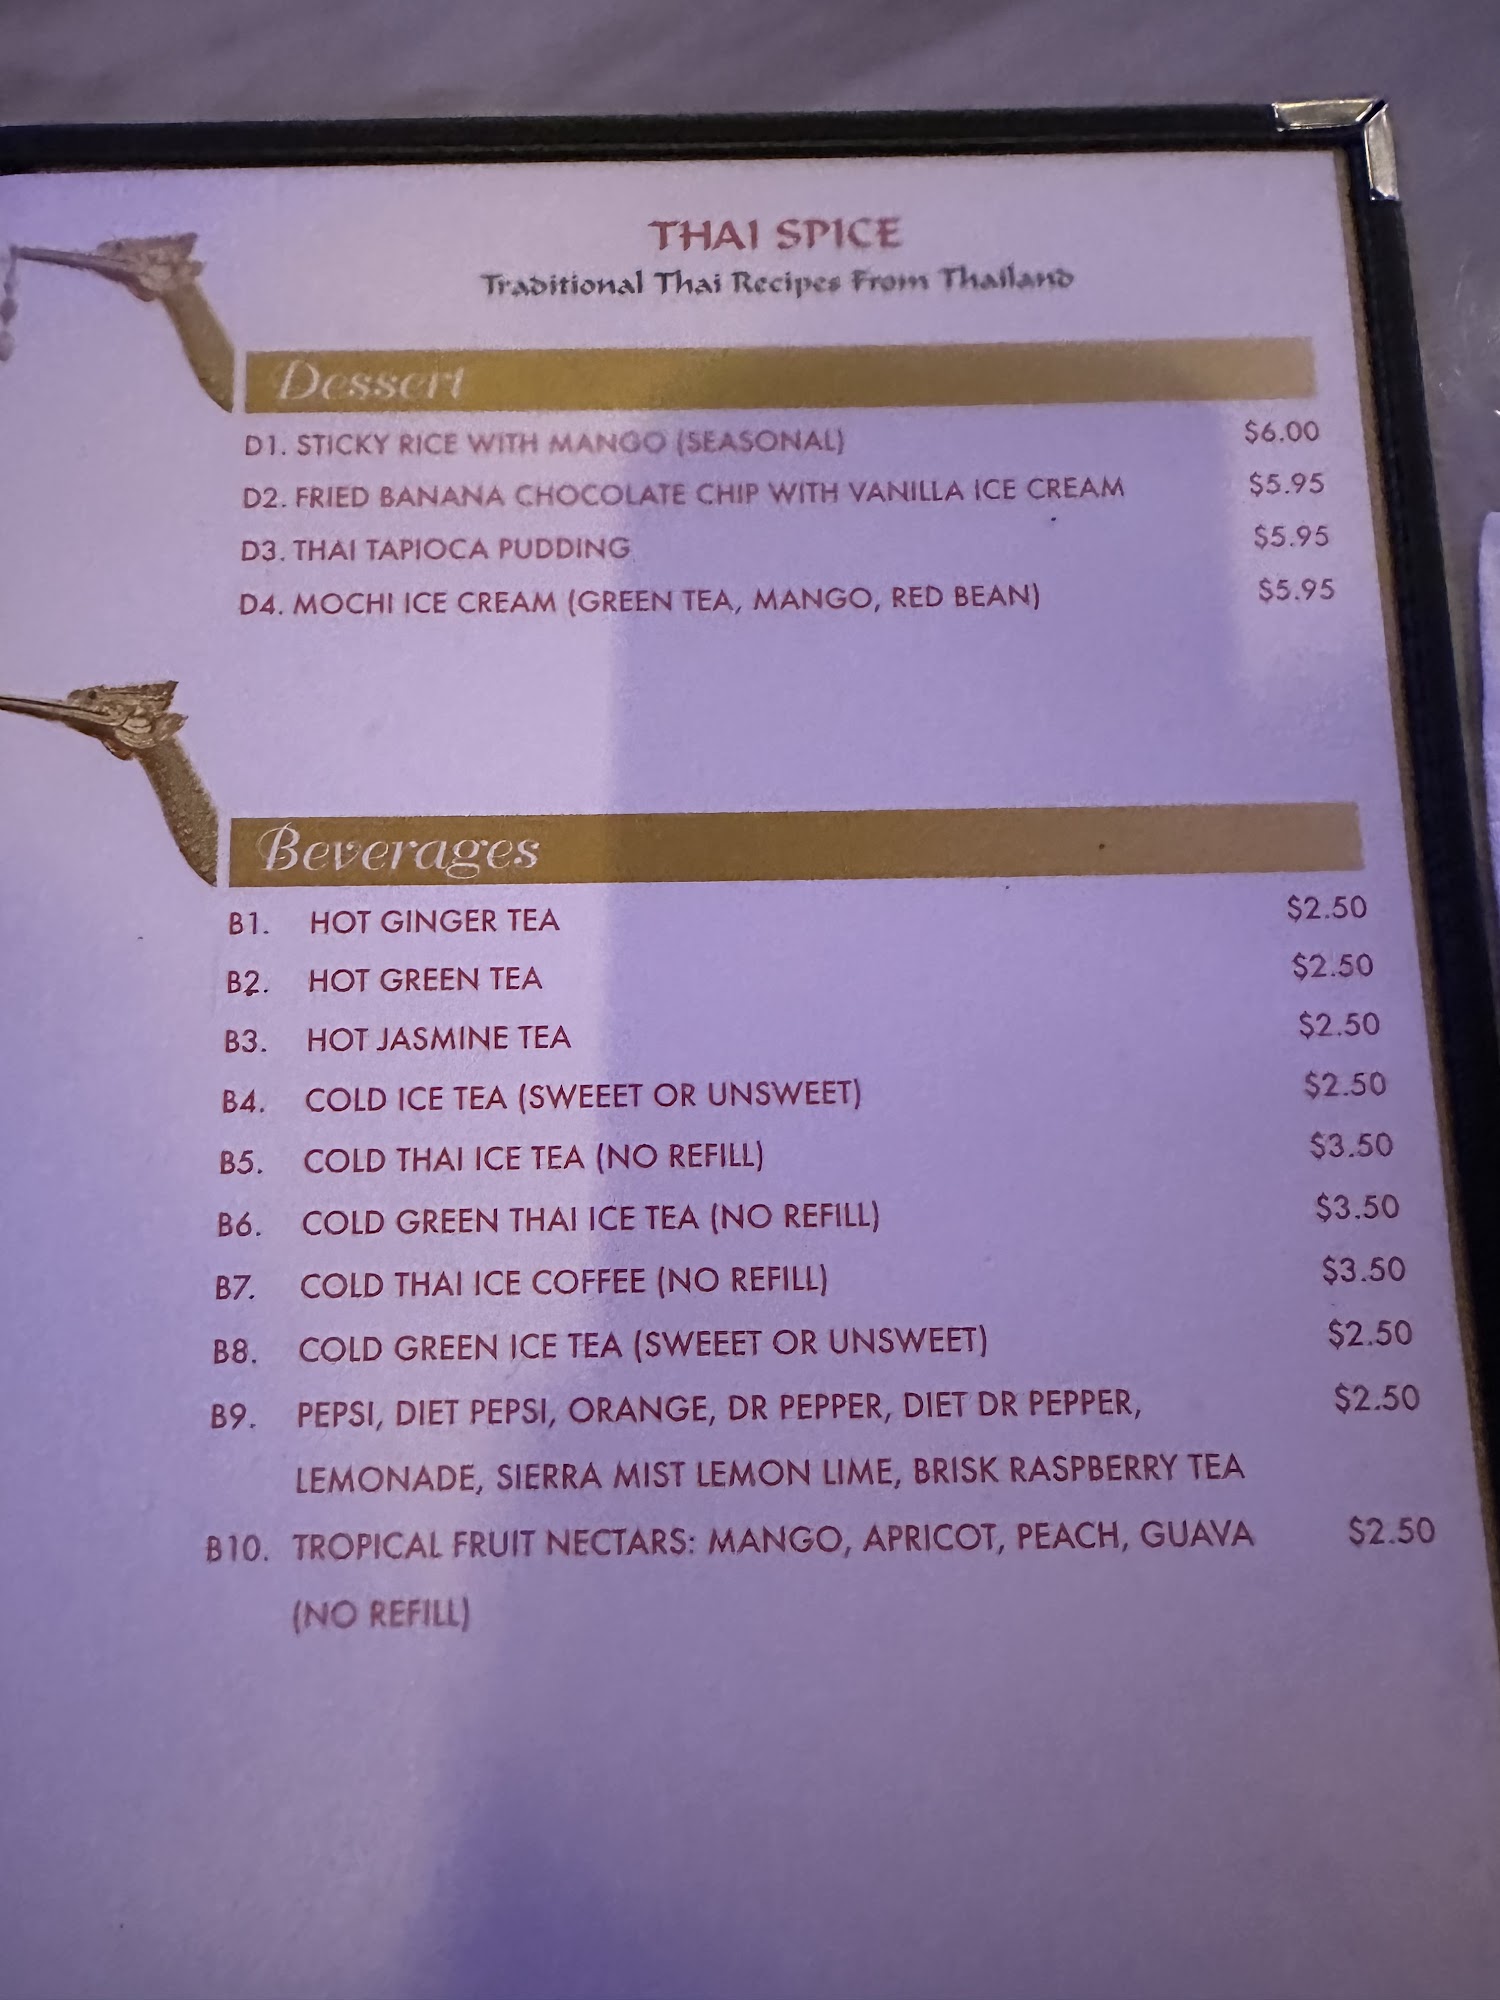 THAI SPICE
Traditional Thai Recipes From Thailand
Dessert
D1. STICKY RICE WITH MANGO (SEASONAL) $6.00
D2. FRIED BANANA CHOCOLATE CHIP WITH VANILLA ICE CREAM $5.95
D3. THAI TAPIOCA PUDDING $5.95
D4. MOCHI ICE CREAM (GREEN TEA, MANGO, RED BEAN) $5.95
Beverages
B1. HOT GINGER TEA $2.50
B2. HOT GREEN TEA $2.50
B3. HOT JASMINE TEA $2.50
B4. COLD ICE TEA (SWEEET OR UNSWEET) $2.50
B5. COLD THAI ICE TEA (NO REFILL) $3.50
B6. COLD GREEN THAI ICE TEA (NO REFILL) $3.50
B7. COLD THAI ICE COFFEE (NO REFILL) $3.50
B8. COLD GREEN ICE TEA (SWEEET OR UNSWEET) $2.50
B9. PEPSI, DIET PEPSI, ORANGE, DR PEPPER, DIET DR PEPPER, $2.50
LEMONADE, SIERRA MIST LEMON LIME, BRISK RASPBERRY TEA
B10. TROPICAL FRUIT NECTARS: MANGO, APRICOT, PEACH, GUAVA $2.50
(NO REFILL)